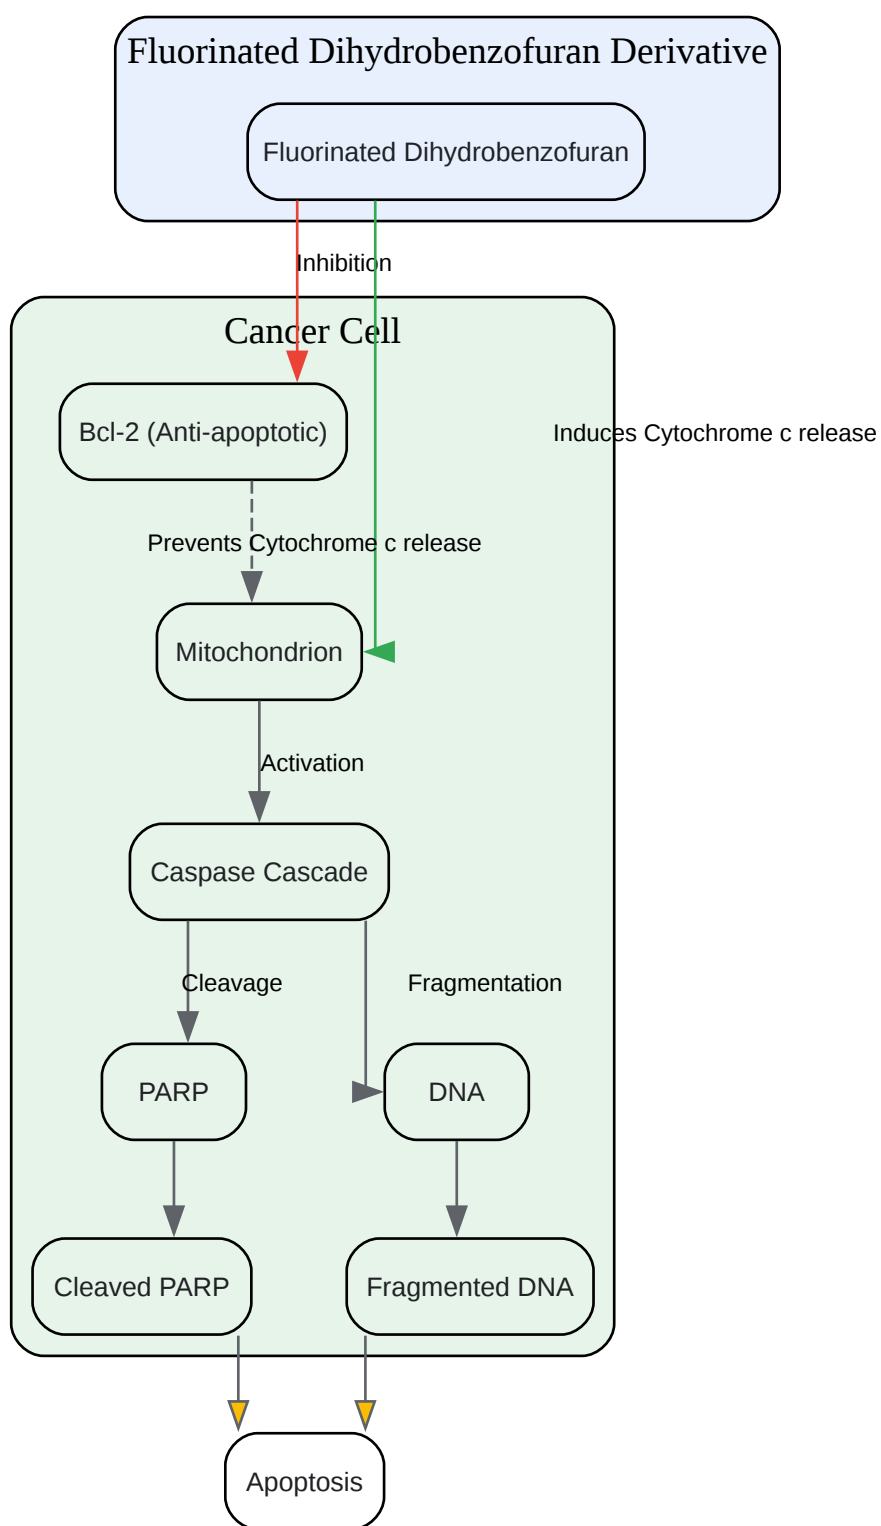 Fluorinated Dihydrobenzofuran Derivative
Fluorinated Dihydrobenzofuran
Inhibition
Cancer Cell
Bcl-2 (Anti-apoptotic)
Induces Cytochrome c release
Prevents Cytochrome c release
Mitochondrion
Activation
Caspase Cascade
Cleavage
Fragmentation
PARP
DNA
Cleaved PARP
Fragmented DNA
Apoptosis